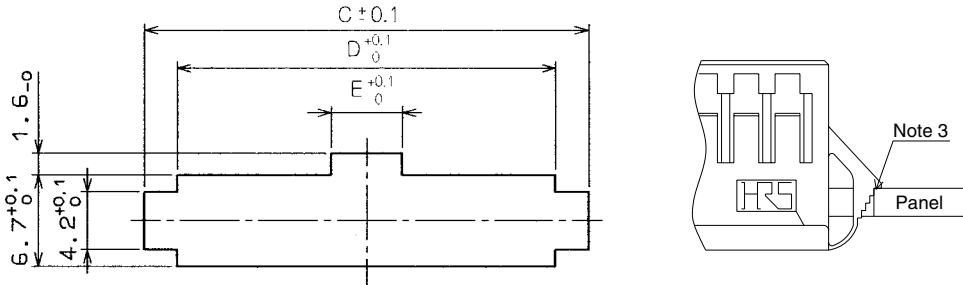 C ± 0.1
D +0.1 0
E +0.1 0
1.6 -0
6.7 +0.1 0
4.2 +0.1 0
HRS
Note 3
Panel